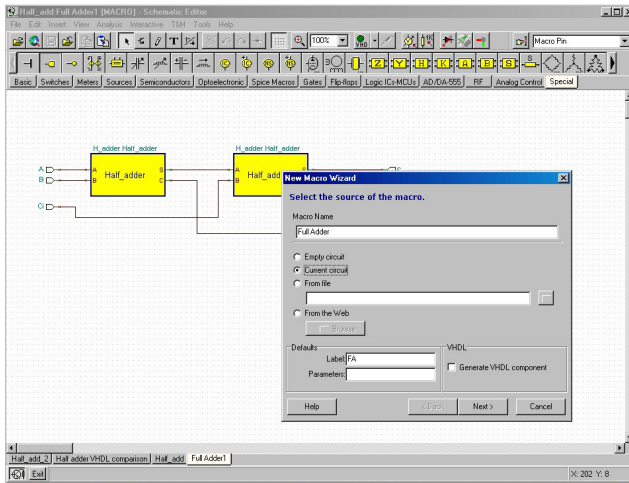 Half_add:Full Adder1 [MACRO] - Schematic Editor
File Edit Insert View Analysis Interactive T&M Tools Help
100% Macro Pin
Basic Switches Meters Sources Semiconductors Optoelectronic Spice Macros Gates Flip-flops Logic ICs-MCUs AD/DA-555 RF Analog Control Special
H_adder Half_adder H_adder Half_adder
A A Half_adder S A
B B C B
Ci
New Macro Wizard
Select the source of the macro.
Macro Name
Full Adder
Empty circuit
Current circuit
From file
From the Web
Browse
Defaults VHDL
Label: FA
Generate VHDL component
Parameters:
Help < Back Next > Cancel
Half_add_2 Half adder VHDL comparison Half_add Full Adder1
Exit X: 202 Y: 8